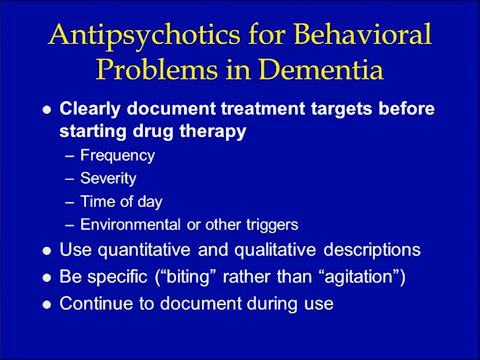 Antipsychotics for Behavioral
Problems in Dementia
● Clearly document treatment targets before
starting drug therapy
– Frequency
– Severity
– Time of day
– Environmental or other triggers
● Use quantitative and qualitative descriptions
● Be specific (“biting” rather than “agitation”)
● Continue to document during use